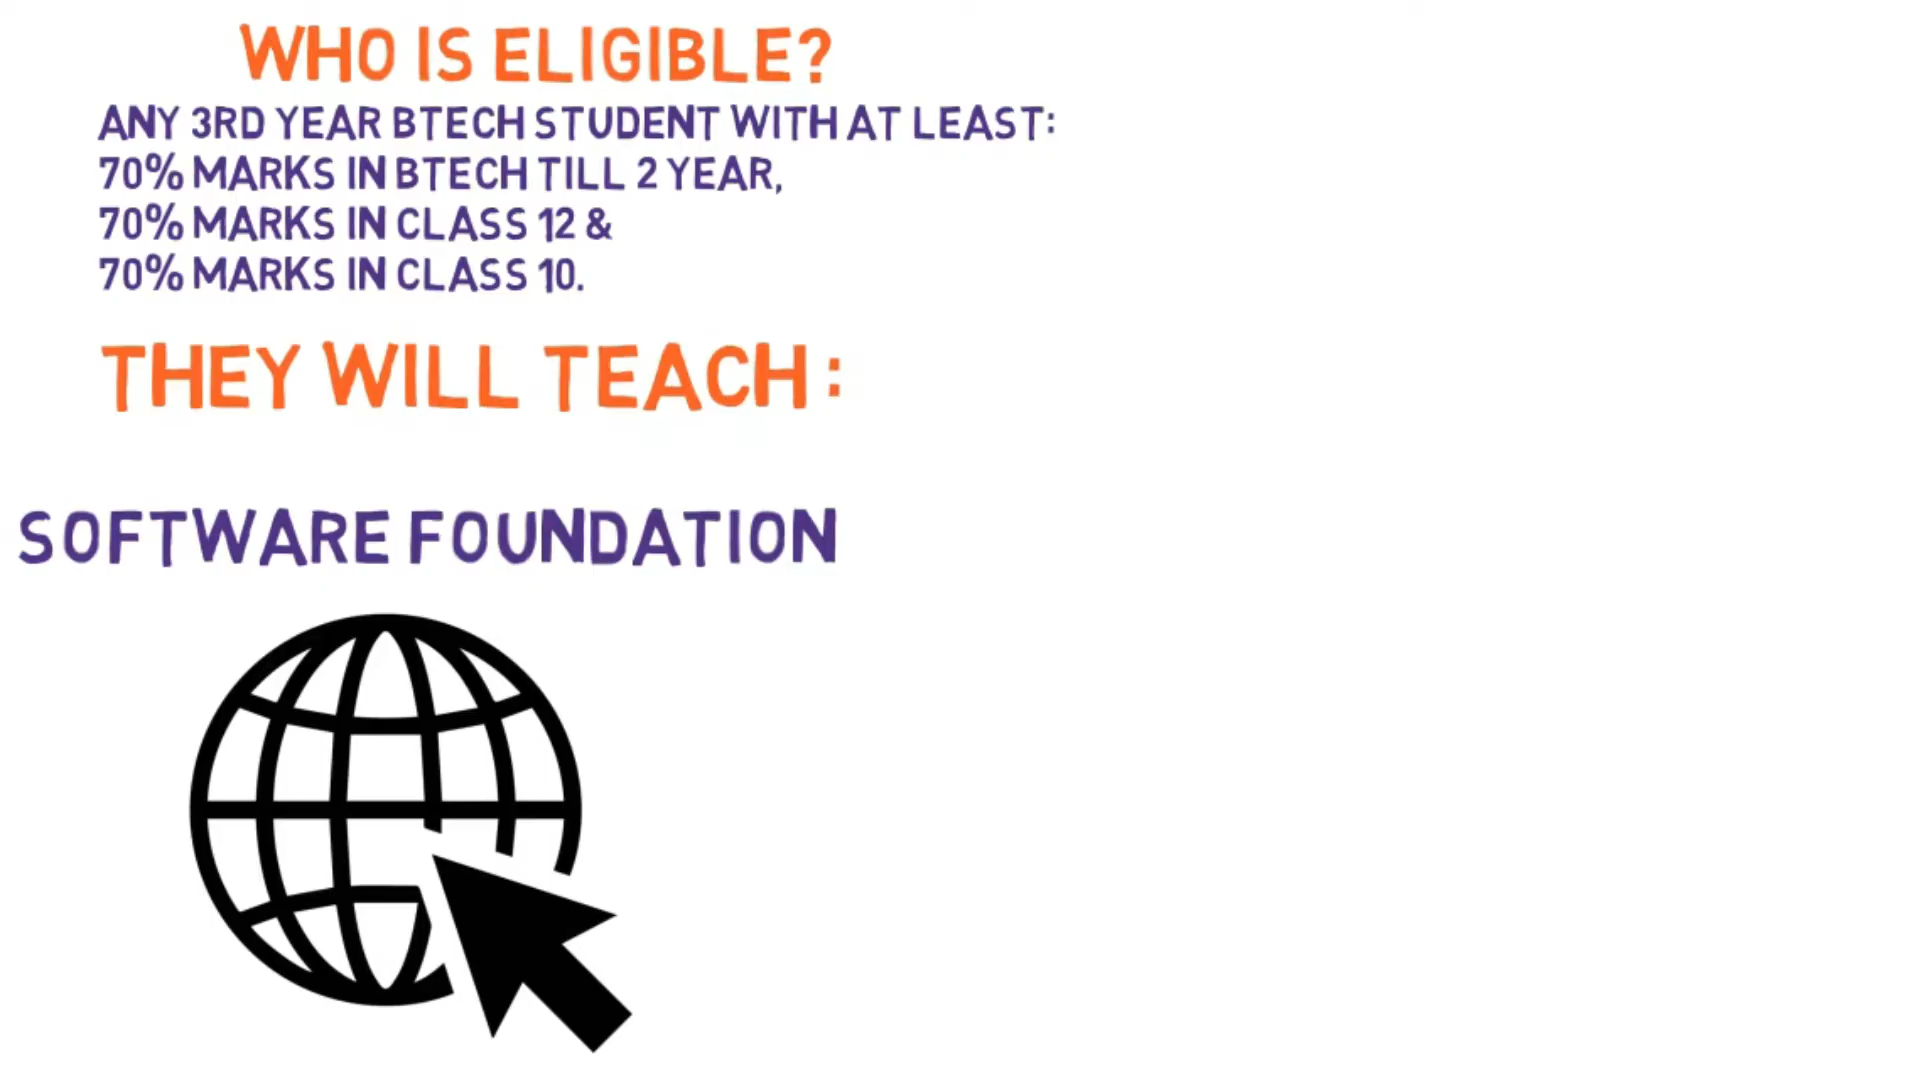 WHO IS ELIGIBLE?
ANY 3RD YEAR BTECH STUDENT WITH AT LEAST:
70% MARKS IN BTECH TILL 2 YEAR,
70% MARKS IN CLASS 12 &
70% MARKS IN CLASS 10.
THEY WILL TEACH :
SOFTWARE FOUNDATION